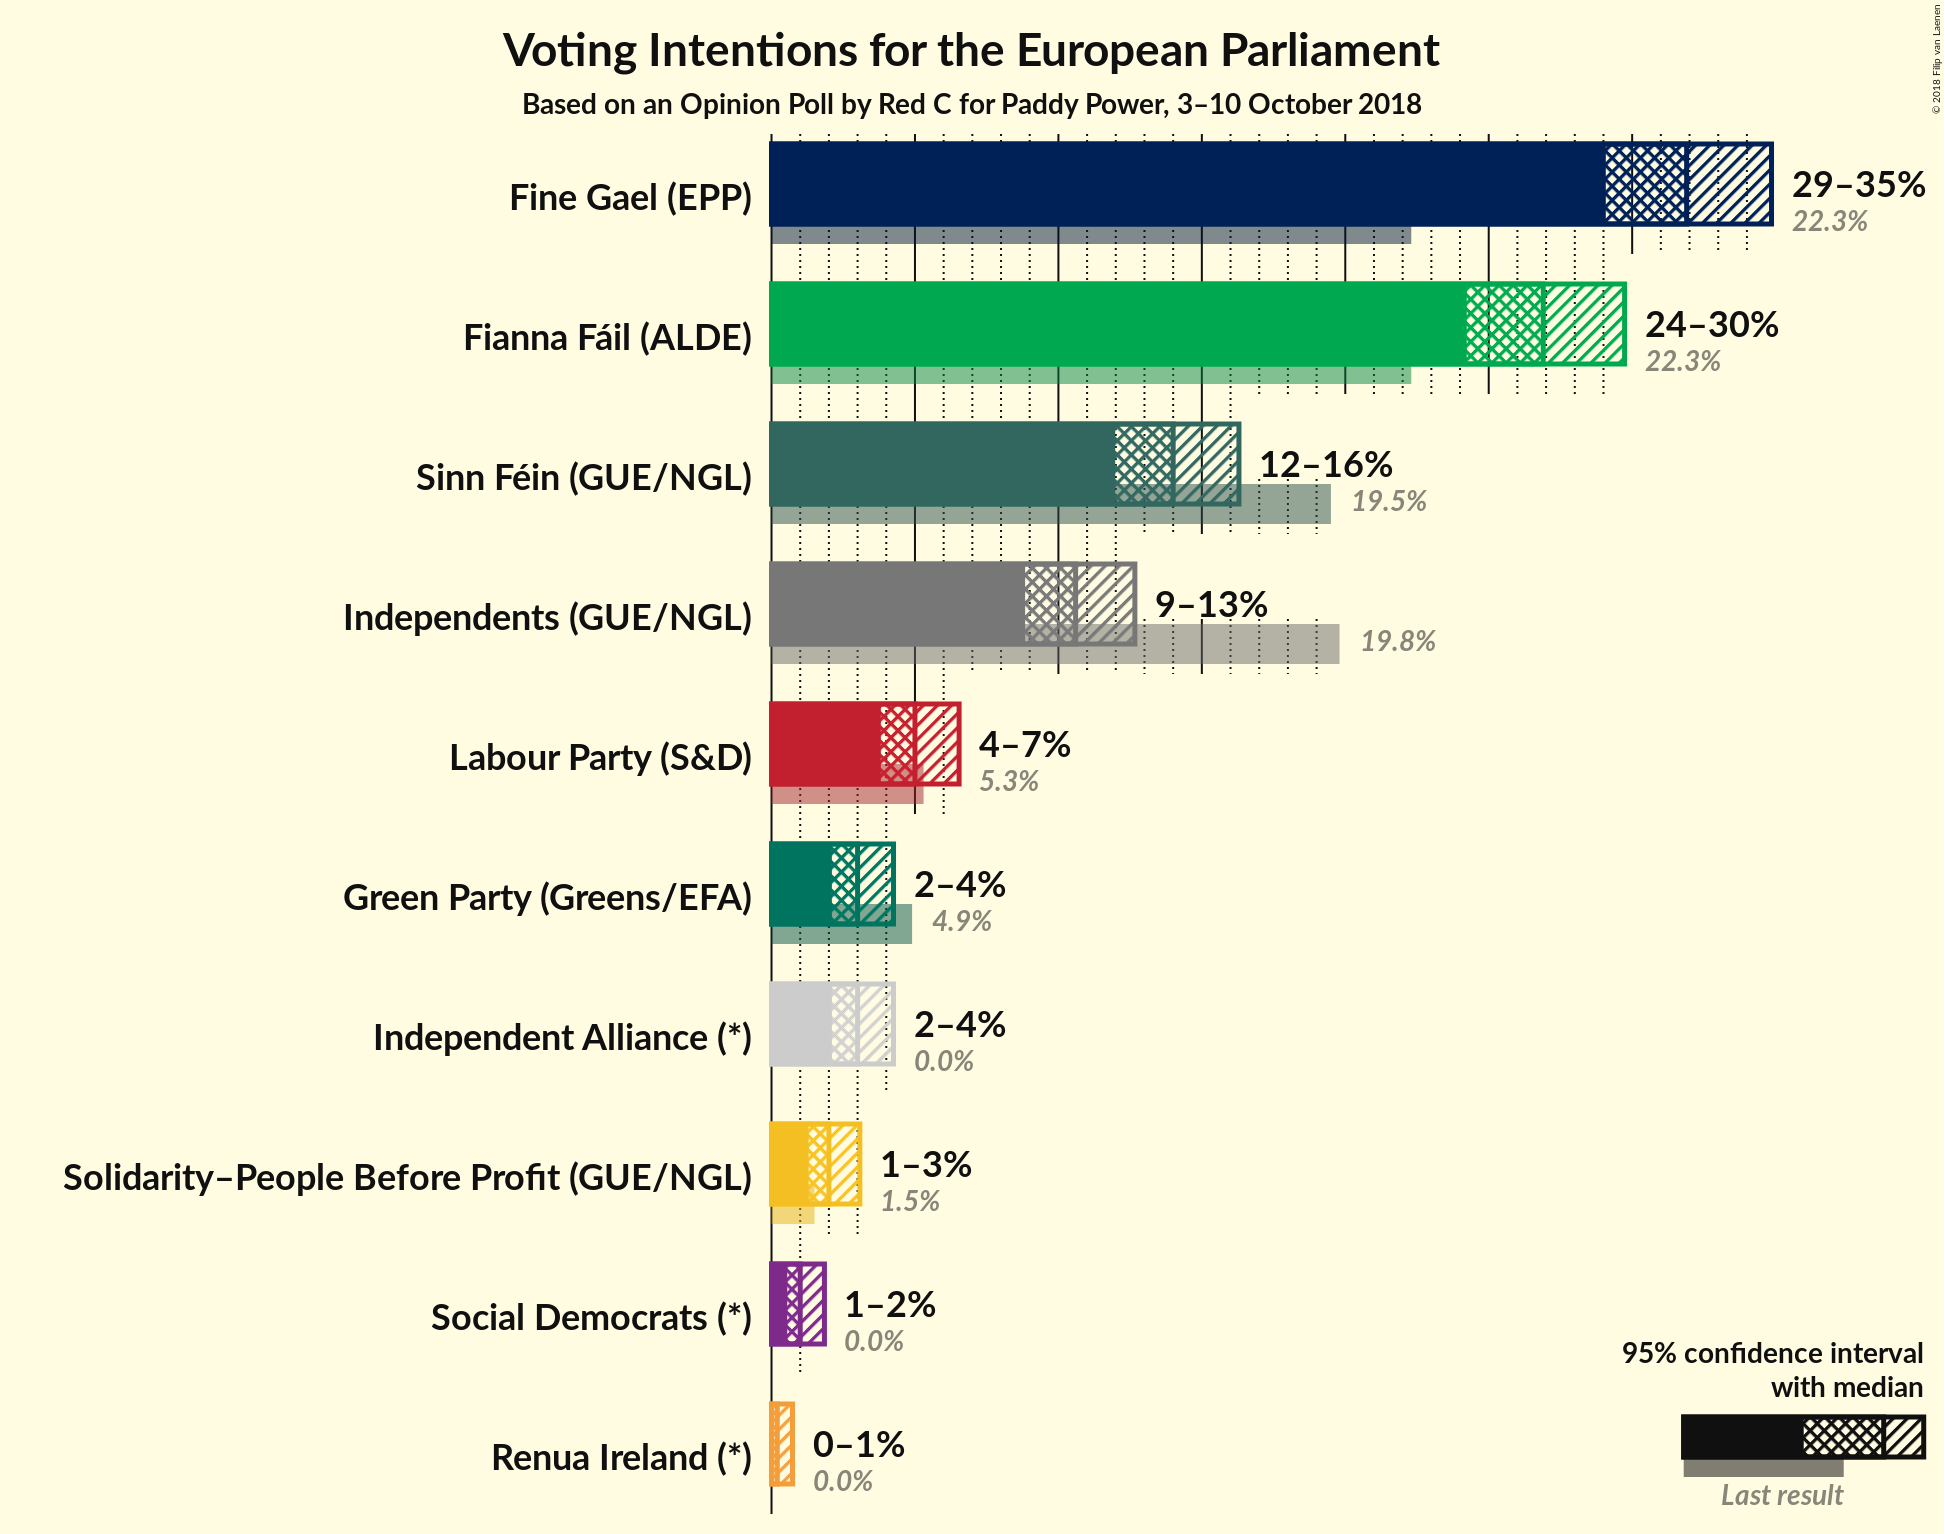 Voting Intentions for the European Parliament
Based on an Opinion Poll by Red C for Paddy Power, 3–10 October 2018
© 2018 Filip van Laenen
Fine Gael (EPP)
29–35%
22.3%
Fianna Fáil (ALDE)
24–30%
22.3%
Sinn Féin (GUE/NGL)
12–16%
19.5%
Independents (GUE/NGL)
9–13%
19.8%
Labour Party (S&D)
4–7%
5.3%
Green Party (Greens/EFA)
2–4%
4.9%
Independent Alliance (*)
2–4%
0.0%
Solidarity–People Before Profit (GUE/NGL)
1–3%
1.5%
Social Democrats (*)
1–2%
0.0%
Renua Ireland (*)
0–1%
0.0%
95% confidence interval
with median
Last result